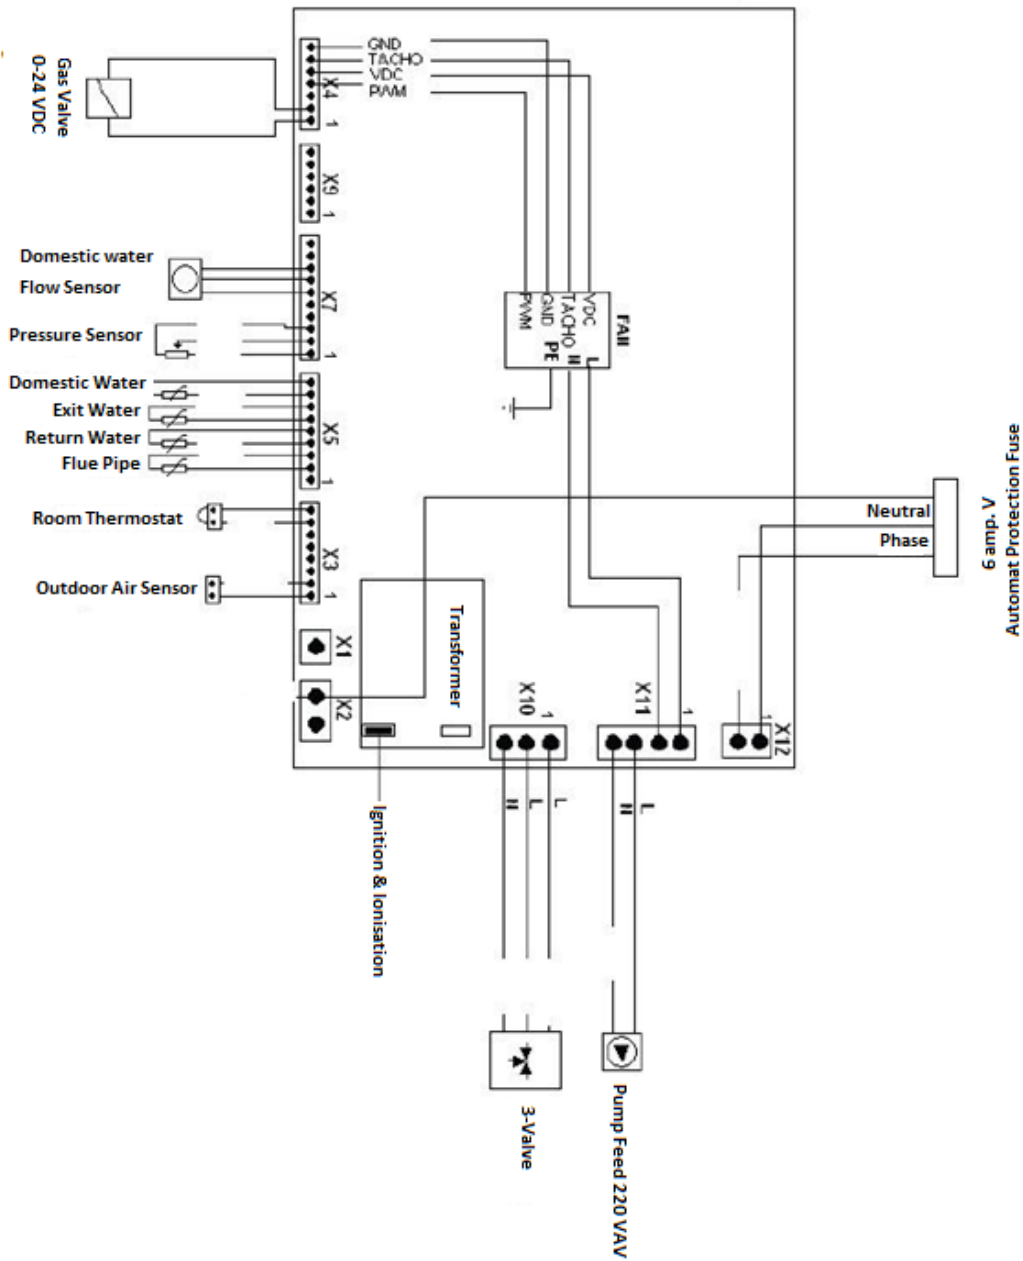 Gas Valve
0-24 VDC
GND
TACHO
VDC
PWM
X4
1
X9
1
Domestic water
Flow Sensor
X7
Pressure Sensor
1
VDC
TACHO
GND
PWM
FAN
L
N
PE
Domestic Water
Exit Water
X5
Return Water
Flue Pipe
1
Room Thermostat
X3
Outdoor Air Sensor
1
Neutral
Phase
6 amp. V
Automat Protection Fuse
X1
X2
Transformer
X10
1
X11
1
X12
1
N
L
L
N
L
Ignition & Ionisation
3-Valve
Pump Feed 220 VAV